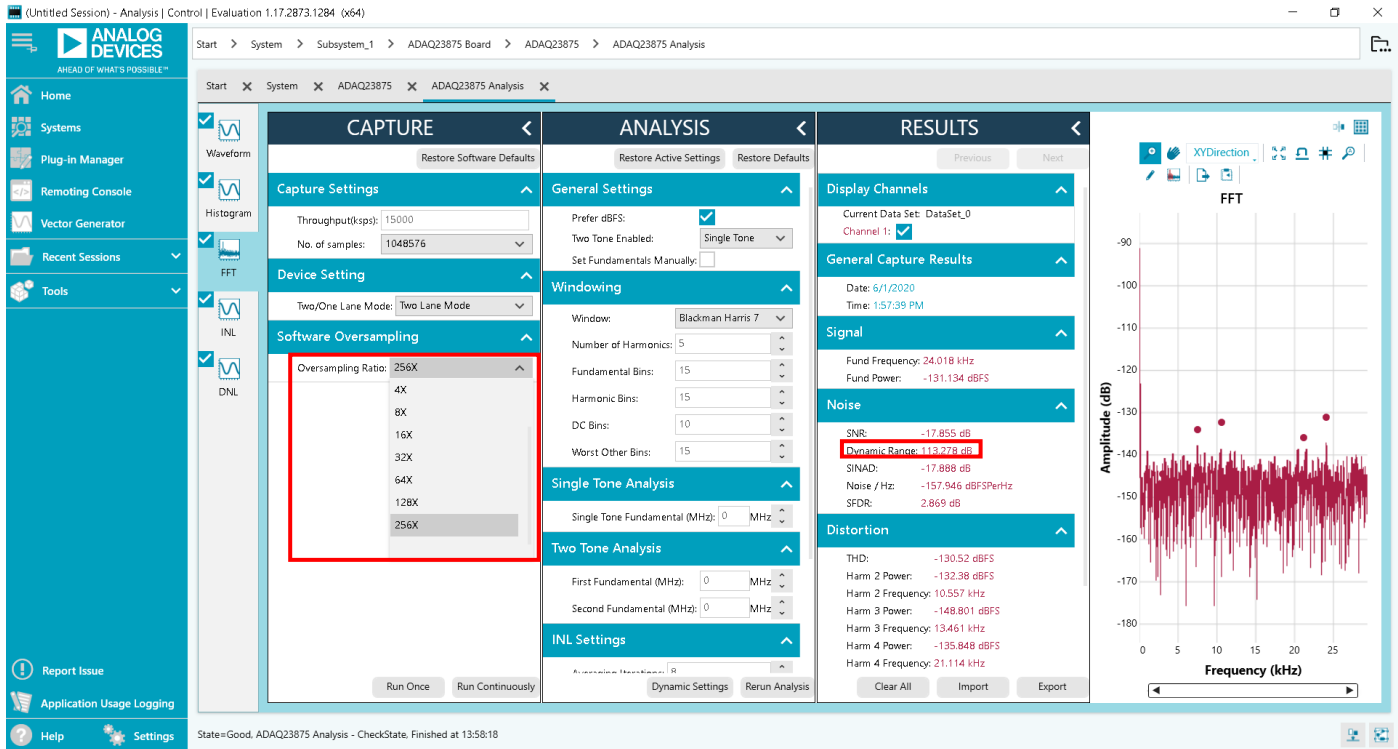 (Untitled Session) - Analysis | Control | Evaluation 1.17.2873.1284 (x64)
ANALOG
DEVICES
AHEAD OF WHAT'S POSSIBLE™
Start > System > Subsystem_1 > ADAQ23875 Board > ADAQ23875 > ADAQ23875 Analysis
Home
Systems
Plug-in Manager
Remoting Console
Vector Generator
Recent Sessions
Tools
Report Issue
Application Usage Logging
Help
Settings
Start
System
ADAQ23875
ADAQ23875 Analysis
Waveform
Histogram
FFT
INL
DNL
CAPTURE
Restore Software Defaults
Capture Settings
Throughput(ksps): 15000
No. of samples: 1048576
Device Setting
Two/One Lane Mode: Two Lane Mode
Software Oversampling
Oversampling Ratio: 256X
4X
8X
16X
32X
64X
128X
256X
Run Once
Run Continuously
ANALYSIS
Restore Active Settings
Restore Defaults
General Settings
Prefer dBFS:
Two Tone Enabled: Single Tone
Set Fundamentals Manually:
Windowing
Window: Blackman Harris 7
Number of Harmonics: 5
Fundamental Bins: 15
Harmonic Bins: 15
DC Bins: 10
Worst Other Bins: 15
Single Tone Analysis
Single Tone Fundamental (MHz): 0 MHz
Two Tone Analysis
First Fundamental (MHz): 0 MHz
Second Fundamental (MHz): 0 MHz
INL Settings
Averaging Iterations: 8
Dynamic Settings
Rerun Analysis
RESULTS
Previous
Next
Display Channels
Current Data Set: DataSet_0
Channel 1:
General Capture Results
Date: 6/1/2020
Time: 1:57:39 PM
Signal
Fund Frequency: 24.018 kHz
Fund Power: -131.134 dBFS
Noise
SNR: -17.855 dB
Dynamic Range: 113.278 dB
SINAD: -17.888 dB
Noise / Hz: -157.946 dBFSPerHz
SFDR: 2.869 dB
Distortion
THD: -130.52 dBFS
Harm 2 Power: -132.38 dBFS
Harm 2 Frequency: 10.557 kHz
Harm 3 Power: -148.801 dBFS
Harm 3 Frequency: 13.461 kHz
Harm 4 Power: -135.848 dBFS
Harm 4 Frequency: 21.114 kHz
Clear All
Import
Export
XYDirection
FFT
Amplitude (dB)
-90
-100
-110
-120
-130
-140
-150
-160
-170
-180
0 5 10 15 20 25
Frequency (kHz)
State=Good, ADAQ23875 Analysis - CheckState, Finished at 13:58:18